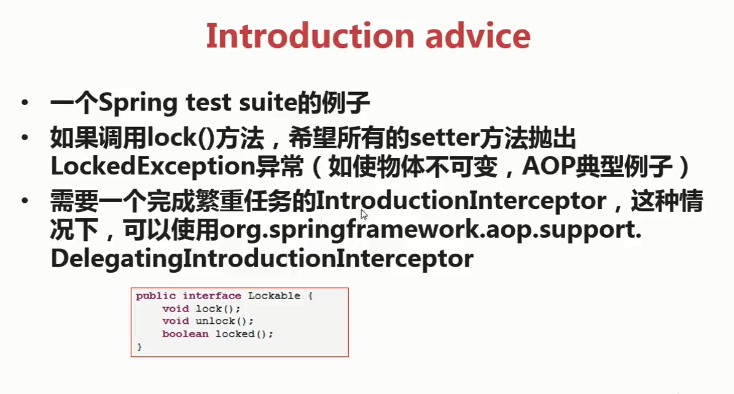 Introduction advice
• 一个Spring test suite的例子
• 如果调用lock()方法，希望所有的setter方法抛出
LockedException异常（如使物体不可变，AOP典型例子）
• 需要一个完成繁重任务的IntroductionInterceptor，这种情
况下，可以使用org.springframework.aop.support.
DelegatingIntroductionInterceptor
public interface Lockable {
void lock();
void unlock();
boolean locked();
}